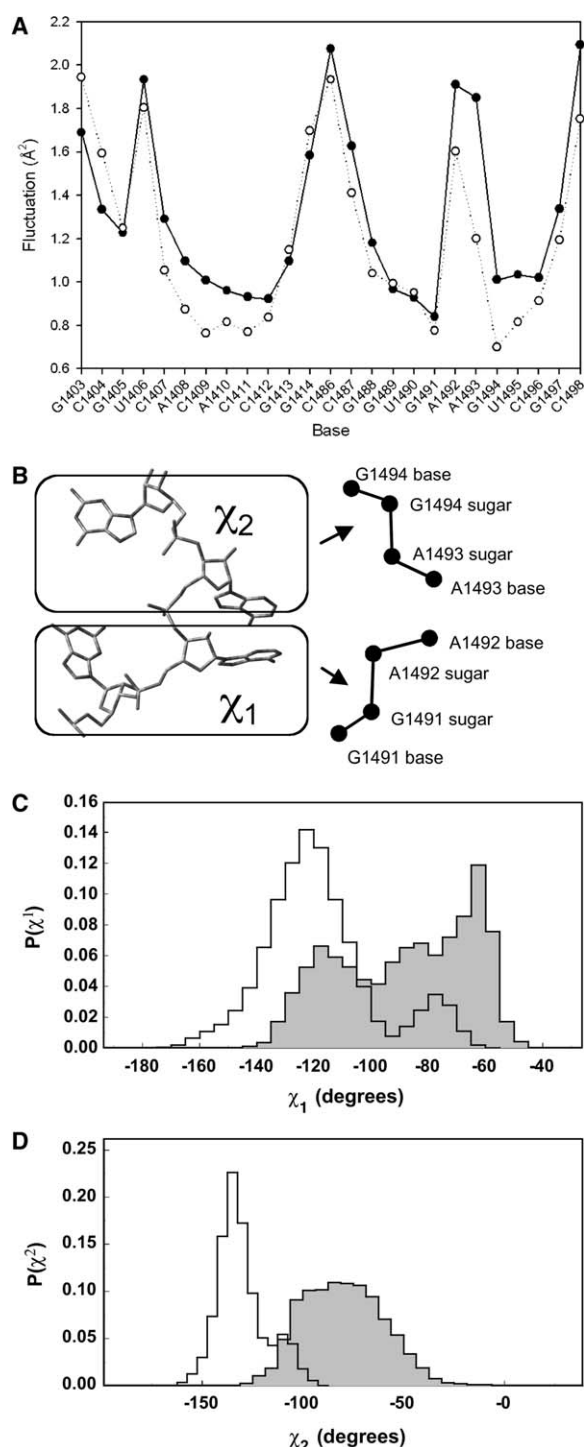 A
Fluctuation (Å²)
2.2
2.0
1.8
1.6
1.4
1.2
1.0
0.8
0.6
G1403
C1404
G1405
U1406
C1407
A1408
C1409
A1410
C1411
C1412
G1413
G1414
C1486
C1487
G1488
G1489
U1490
G1491
A1492
A1493
G1494
U1495
C1496
G1497
C1498
Base
B
χ2
χ1
G1494 base
G1494 sugar
A1493 sugar
A1493 base
A1492 base
A1492 sugar
G1491 sugar
G1491 base
C
P(χ¹)
0.16
0.14
0.12
0.10
0.08
0.06
0.04
0.02
0.00
-180 -160 -140 -120 -100 -80 -60 -40
χ1 (degrees)
D
P(χ²)
0.25
0.20
0.15
0.10
0.05
0.00
-150 -100 -50 -0
χ2 (degrees)